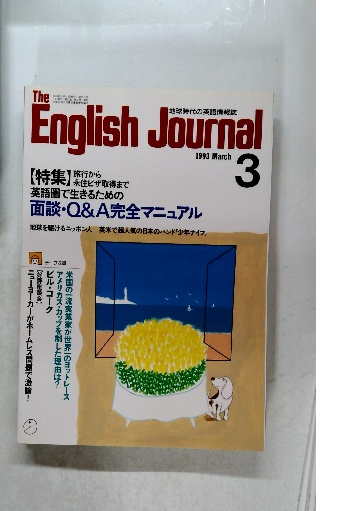 The
English Journal
地球時代の英語情報誌
1993 March
3
【特集】
旅行から
永住ビザ取得まで
英語圏で生きるための
面談・Q&A完全マニュアル
地球を駆けるニッポン人
英米で超人気の日本のバンド「少年ナイフ」
米国の一流実業家が世界一のヨットレース
アメリカズ・カップを制した理由は?
ビル・コーク
ニューヨーカーがホームレス問題で激論!